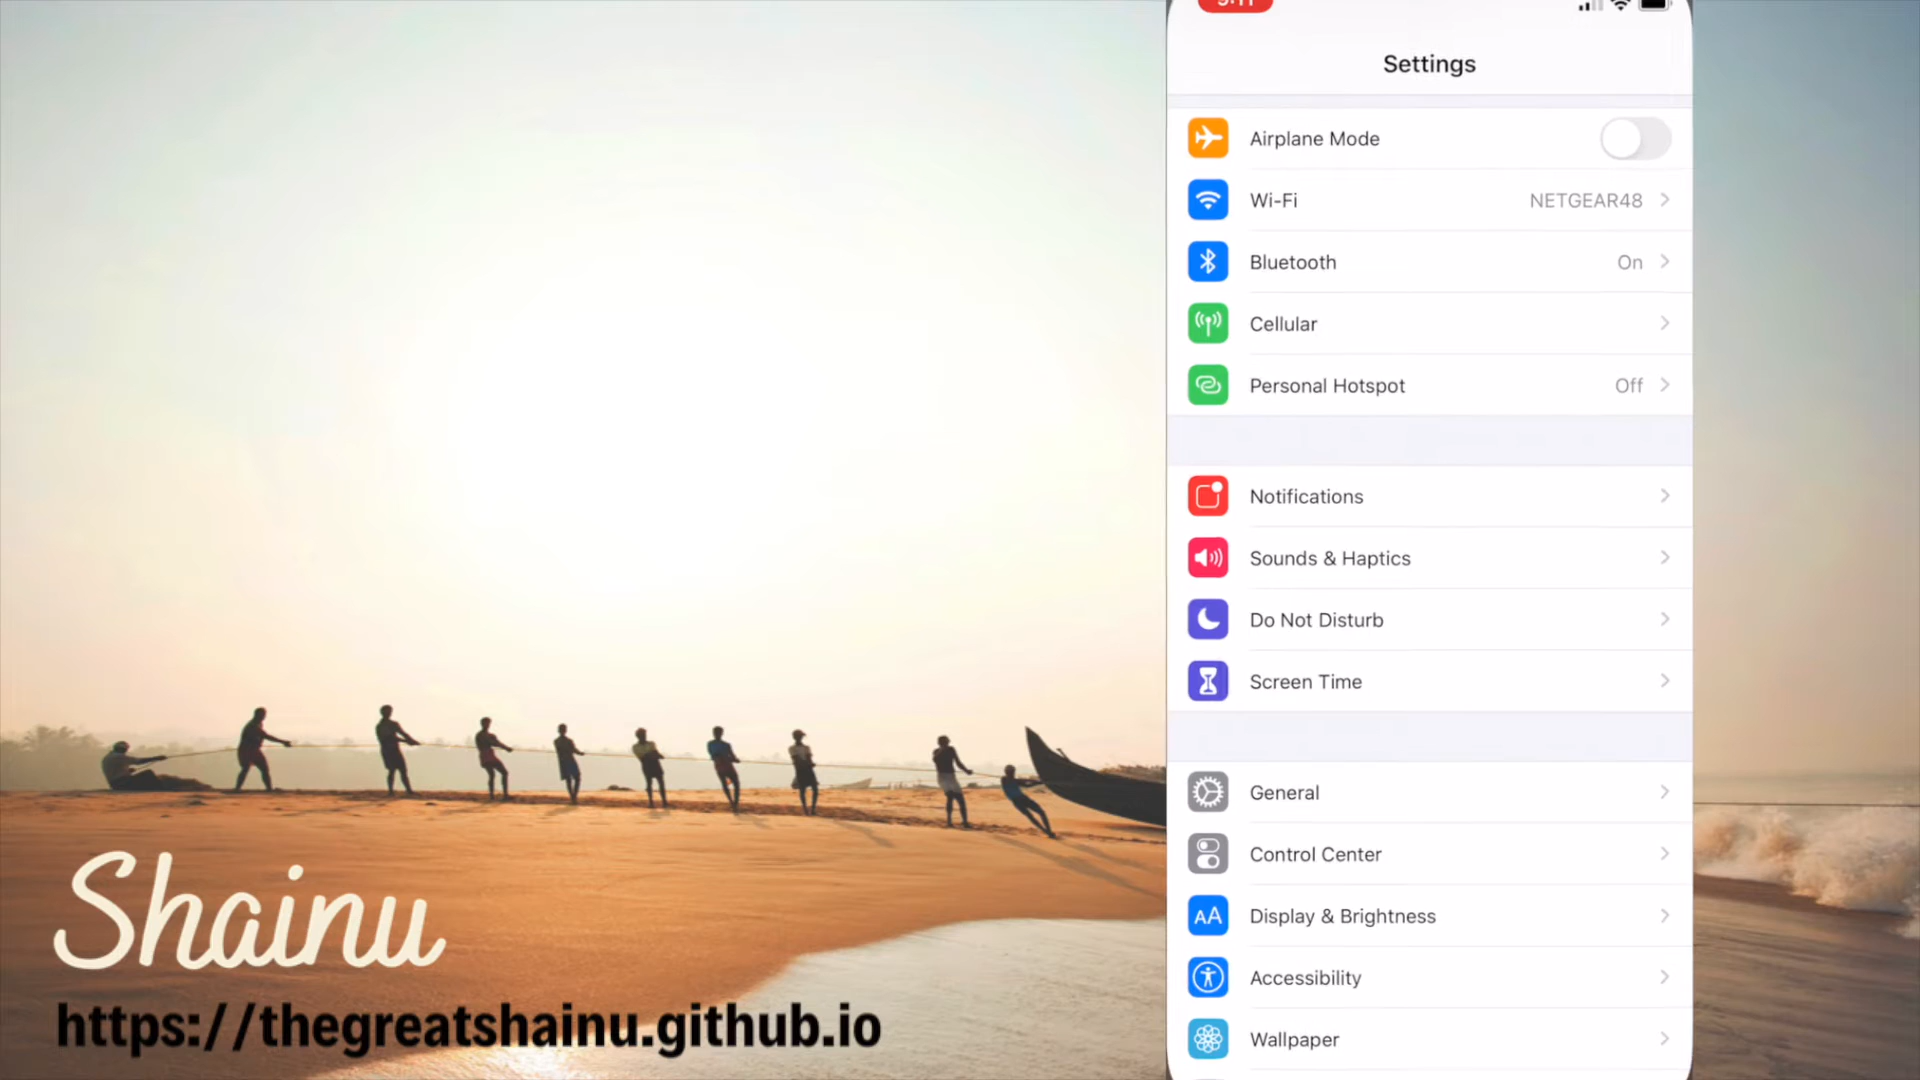 Settings
Airplane Mode
Wi-Fi NETGEAR48
Bluetooth On
Cellular
Personal Hotspot Off
Notifications
Sounds & Haptics
Do Not Disturb
Screen Time
General
Control Center
AA Display & Brightness
Accessibility
Wallpaper
Shainu
https://thegreatshainu.github.io